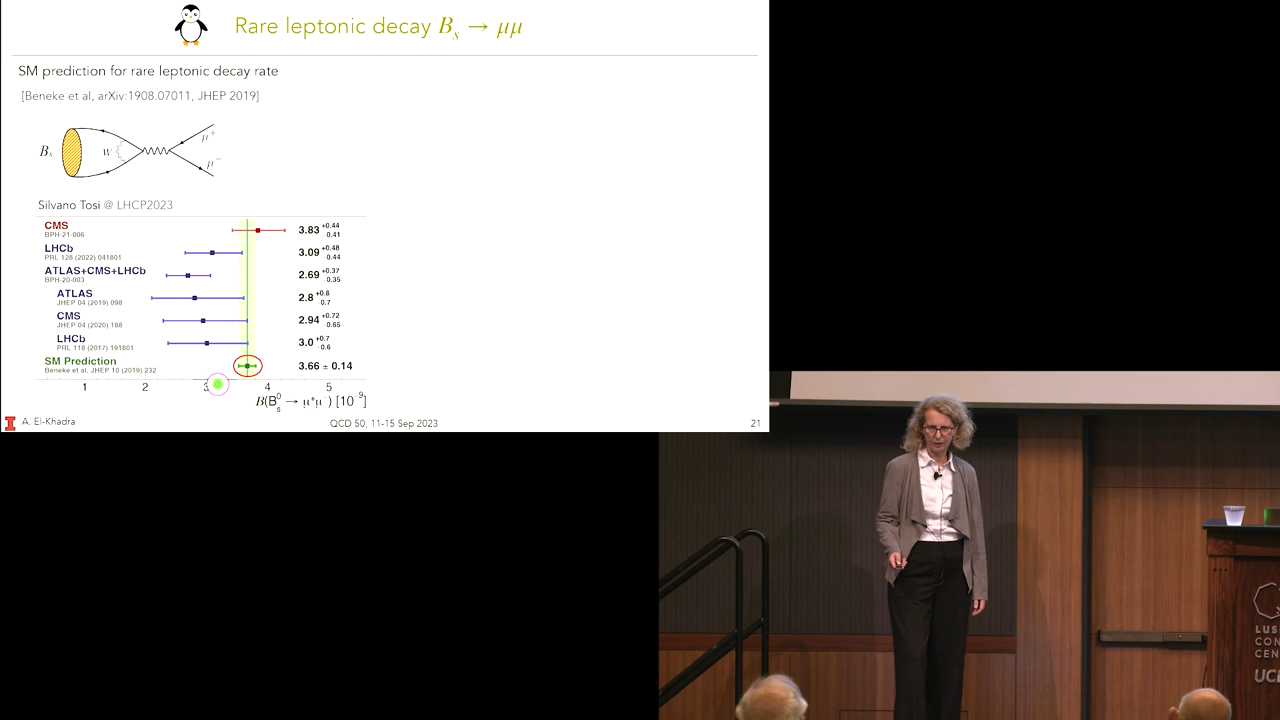 Rare leptonic decay B_s → μμ
SM prediction for rare leptonic decay rate
[Beneke et al, arXiv:1908.07011, JHEP 2019]
B_s
W
μ+
μ−
Silvano Tosi @ LHCP2023
CMS
BPH-21-006
3.83 +0.44 0.41
LHCb
PRL 128 (2022) 041801
3.09 +0.48 0.44
ATLAS+CMS+LHCb
BPH-20-003
2.69 +0.37 0.35
ATLAS
JHEP 04 (2019) 098
2.8 +0.8 0.7
CMS
JHEP 04 (2020) 188
2.94 +0.72 0.65
LHCb
PRL 118 (2017) 191801
3.0 +0.7 0.6
SM Prediction
Beneke et al, JHEP 10 (2019) 232
3.66 ± 0.14
1 2 3 4 5
B(B⁰_s → μ+μ ) [10 9]
A. El-Khadra
QCD 50, 11-15 Sep 2023
21
LUS
CON
CEN
UC